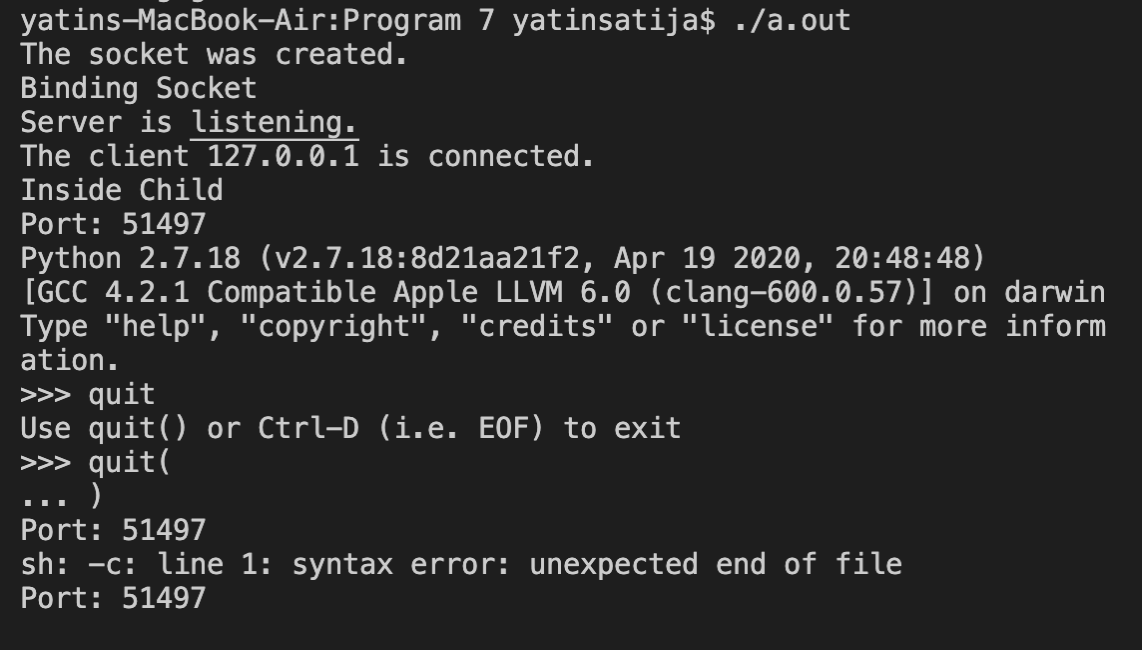 yatins-MacBook-Air:Program 7 yatinsatija$ ./a.out
The socket was created.
Binding Socket
Server is listening.
The client 127.0.0.1 is connected.
Inside Child
Port: 51497
Python 2.7.18 (v2.7.18:8d21aa21f2, Apr 19 2020, 20:48:48)
[GCC 4.2.1 Compatible Apple LLVM 6.0 (clang-600.0.57)] on darwin
Type "help", "copyright", "credits" or "license" for more inform
ation.
>>> quit
Use quit() or Ctrl-D (i.e. EOF) to exit
>>> quit(
... )
Port: 51497
sh: -c: line 1: syntax error: unexpected end of file
Port: 51497